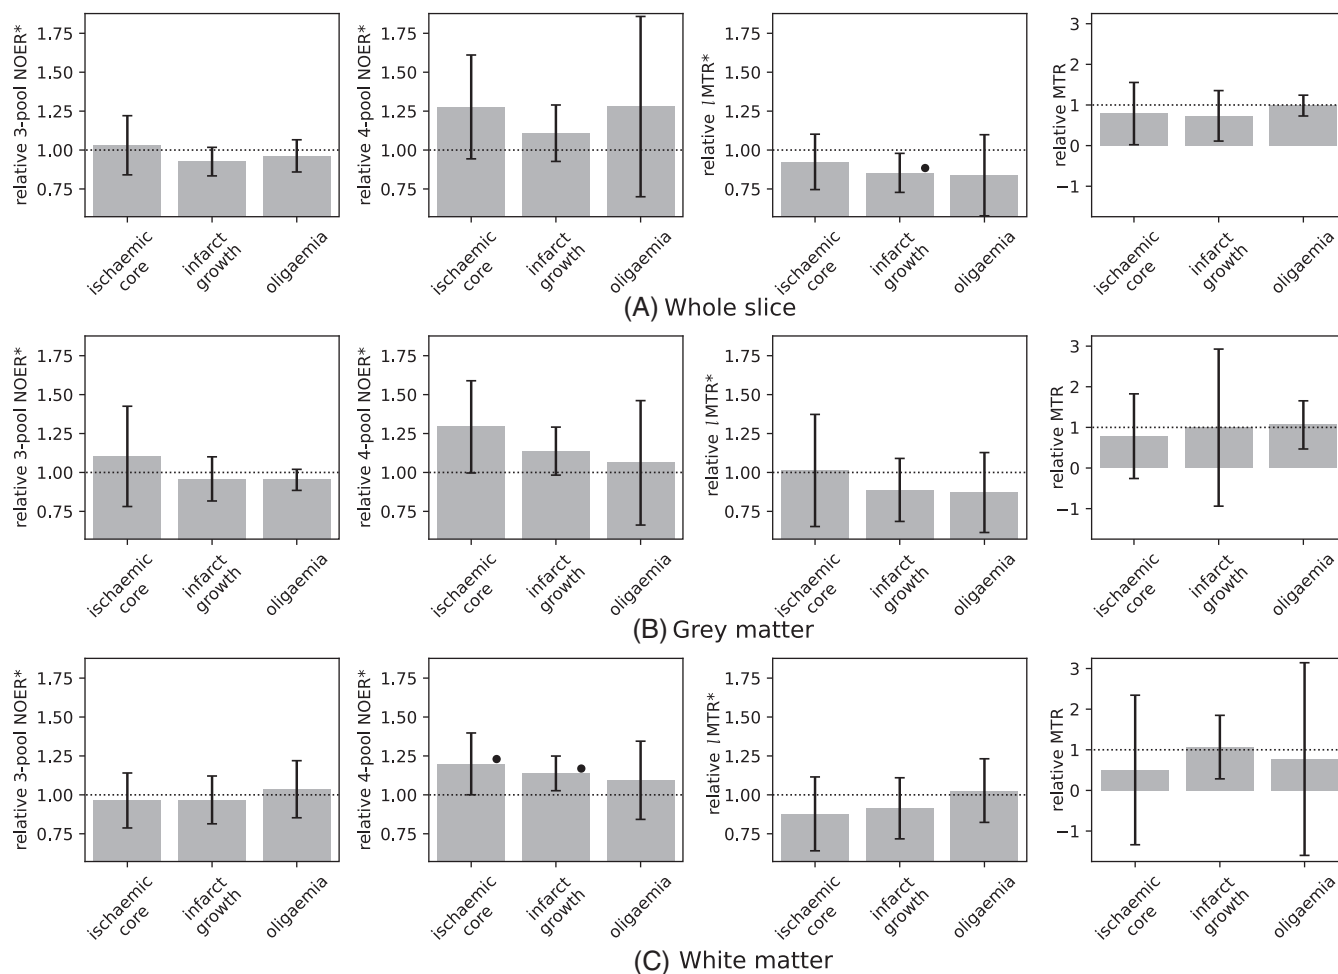 relative 3-pool NOER*
1.75
1.50
1.25
1.00
0.75
ischaemic
core
infarct
growth
oligaemia
relative 4-pool NOER*
1.75
1.50
1.25
1.00
0.75
ischaemic
core
infarct
growth
oligaemia
relative lMTR*
1.75
1.50
1.25
1.00
0.75
ischaemic
core
infarct
growth
oligaemia
relative MTR
3
2
1
0
−1
ischaemic
core
infarct
growth
oligaemia
(A) Whole slice
relative 3-pool NOER*
1.75
1.50
1.25
1.00
0.75
ischaemic
core
infarct
growth
oligaemia
relative 4-pool NOER*
1.75
1.50
1.25
1.00
0.75
ischaemic
core
infarct
growth
oligaemia
relative lMTR*
1.75
1.50
1.25
1.00
0.75
ischaemic
core
infarct
growth
oligaemia
relative MTR
3
2
1
0
−1
ischaemic
core
infarct
growth
oligaemia
(B) Grey matter
relative 3-pool NOER*
1.75
1.50
1.25
1.00
0.75
ischaemic
core
infarct
growth
oligaemia
relative 4-pool NOER*
1.75
1.50
1.25
1.00
0.75
ischaemic
core
infarct
growth
oligaemia
relative lMTR*
1.75
1.50
1.25
1.00
0.75
ischaemic
core
infarct
growth
oligaemia
relative MTR
3
2
1
0
−1
ischaemic
core
infarct
growth
oligaemia
(C) White matter